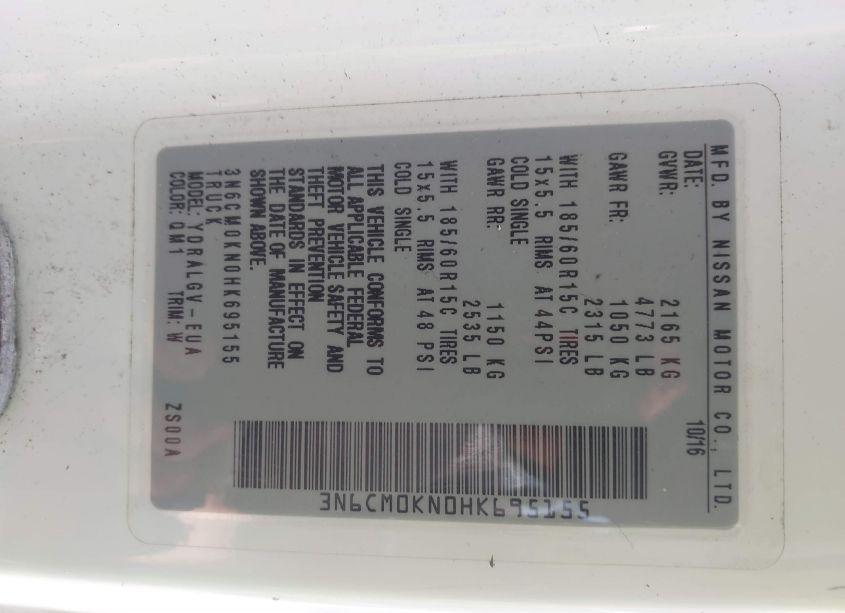 MFD. BY NISSAN MOTOR CO., LTD.
DATE: 10/16
GVWR: 2165 KG
4773 LB
GAWR FR: 1050 KG
2315 LB
WITH 185/60R15C TIRES
15x5.5 RIMS AT 44PSI
COLD SINGLE
GAWR RR: 1150 KG
2535 LB
WITH 185/60R15C TIRES
15x5.5 RIMS AT 48 PSI
COLD SINGLE
THIS VEHICLE CONFORMS TO
ALL APPLICABLE FEDERAL
MOTOR VEHICLE SAFETY AND
THEFT PREVENTION
STANDARDS IN EFFECT ON
THE DATE OF MANUFACTURE
SHOWN ABOVE.
3N6CM0KN0HK695155
TRUCK
MODEL: YDRALGV-EUA
COLOR: QM1 TRIM: W ZS00A
3N6CM0KN0HK695155